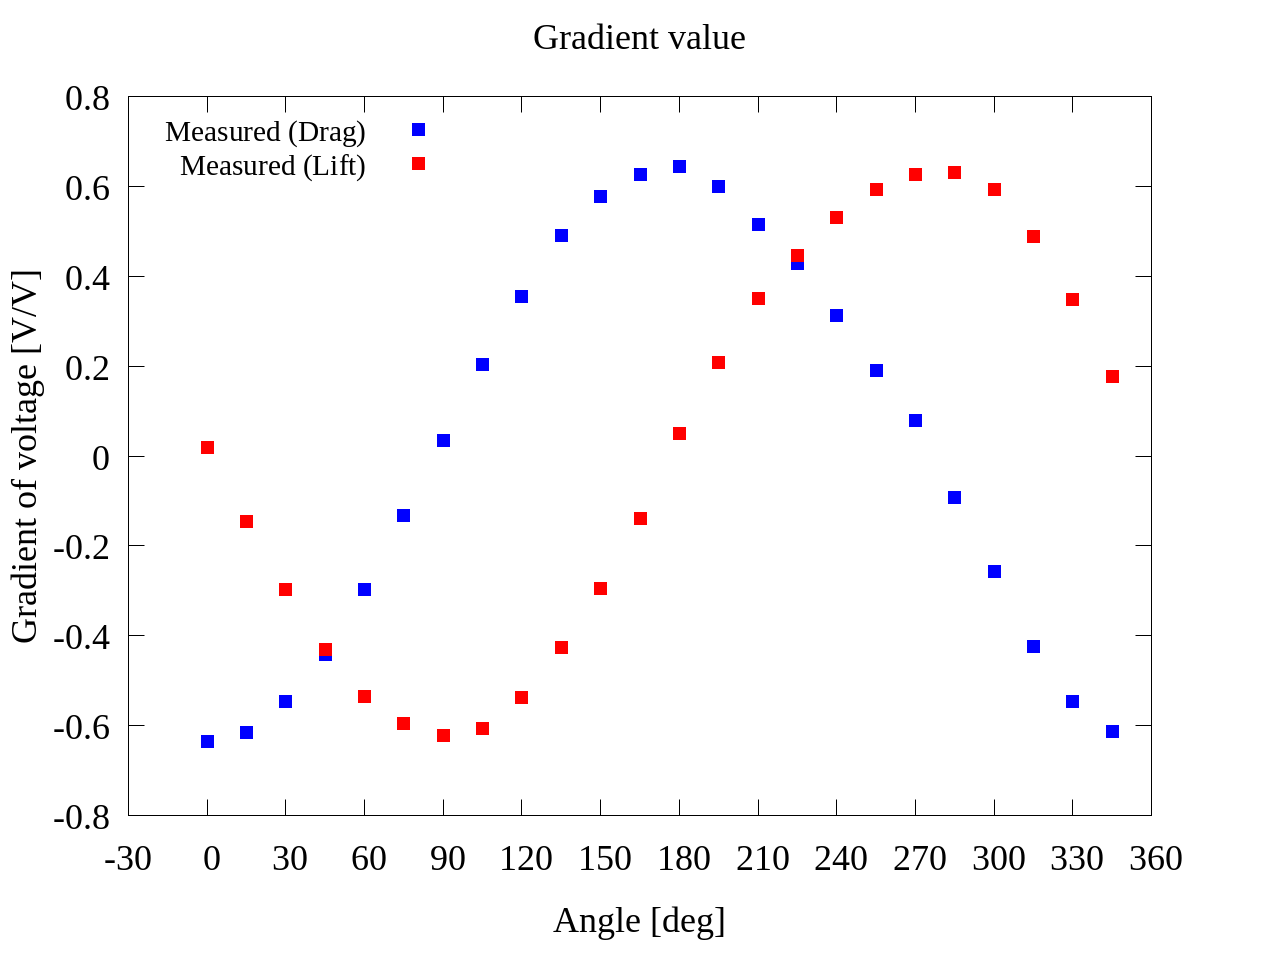 Gradient value
Measured (Drag)
Measured (Lift)
0.8
0.6
0.4
0.2
0
-0.2
-0.4
-0.6
-0.8
Gradient of voltage [V/V]
-30 0 30 60 90 120 150 180 210 240 270 300 330 360
Angle [deg]